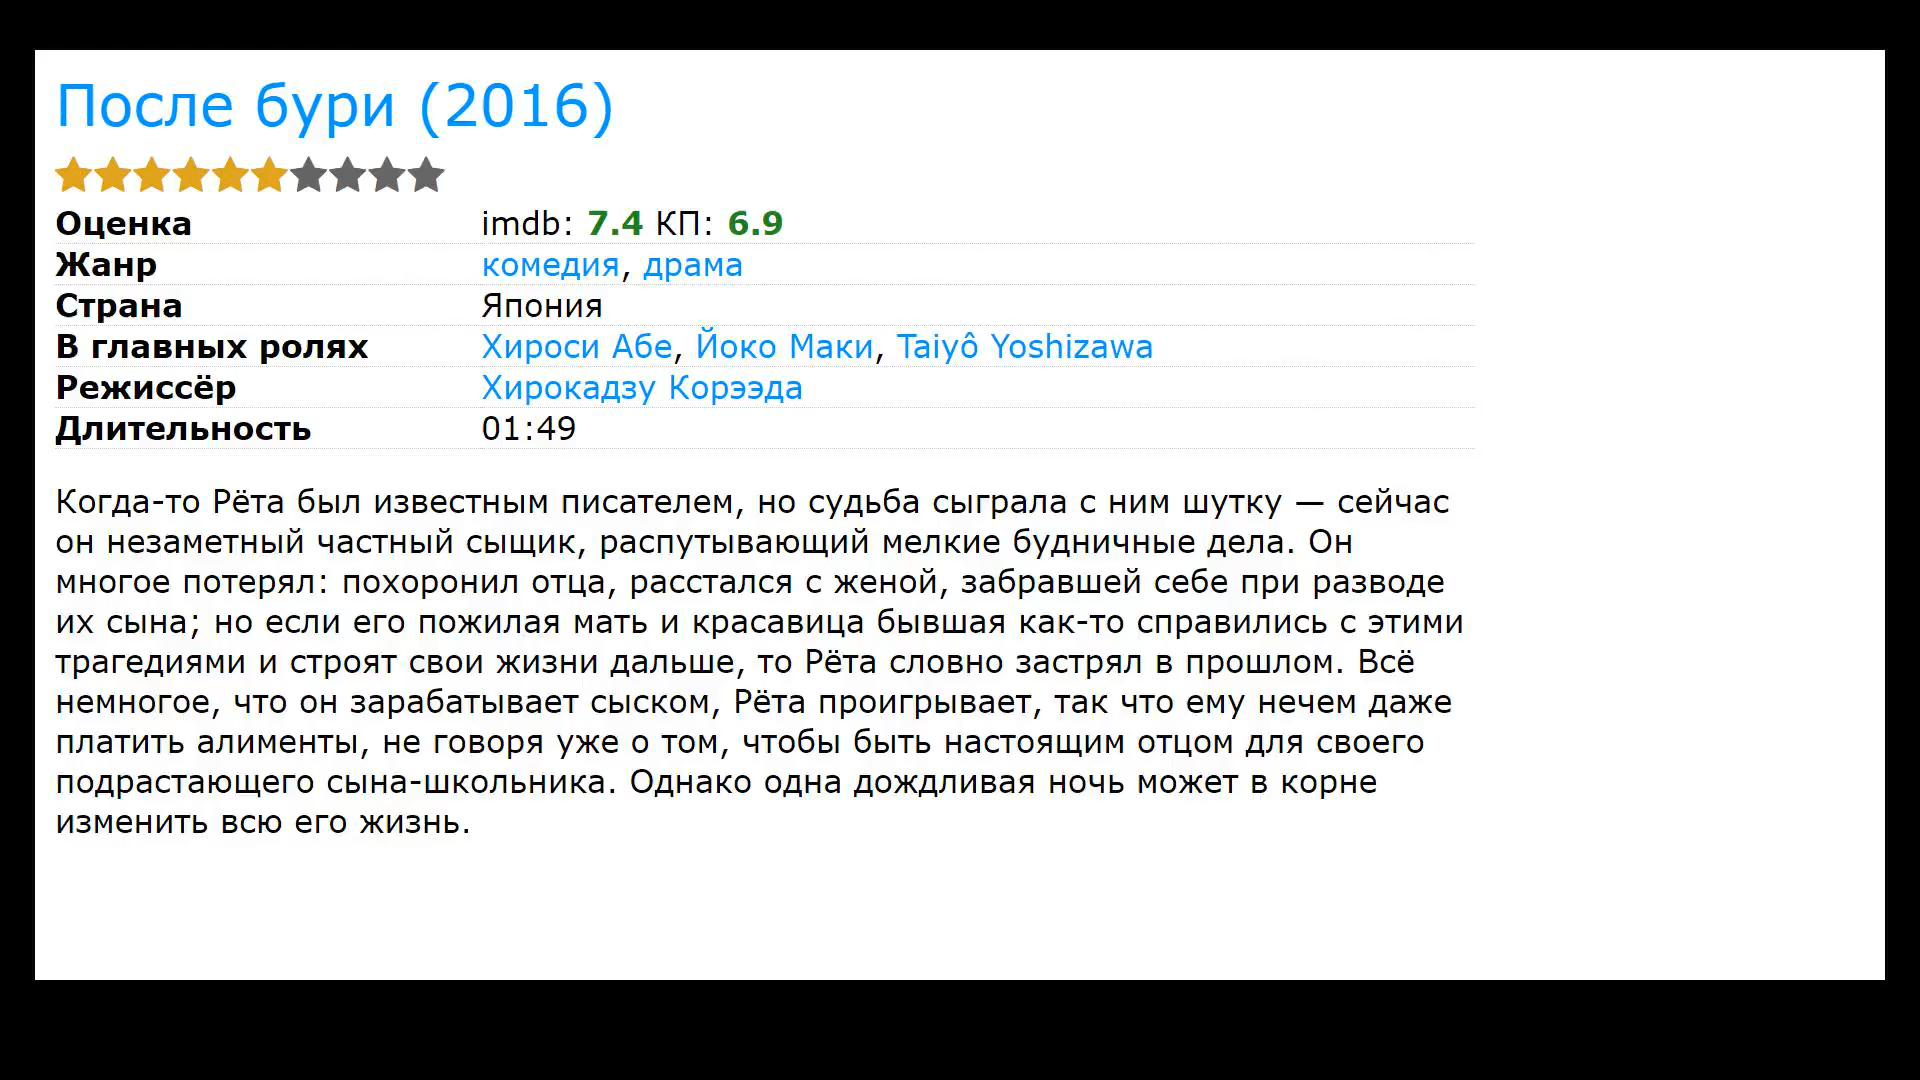 После бури (2016)
Оценка imdb: 7.4 КП: 6.9
Жанр комедия, драма
Страна Япония
В главных ролях Хироси Абе, Йоко Маки, Taiyô Yoshizawa
Режиссёр Хирокадзу Корээда
Длительность 01:49
Когда-то Рёта был известным писателем, но судьба сыграла с ним шутку — сейчас
он незаметный частный сыщик, распутывающий мелкие будничные дела. Он
многое потерял: похоронил отца, расстался с женой, забравшей себе при разводе
их сына; но если его пожилая мать и красавица бывшая как-то справились с этими
трагедиями и строят свои жизни дальше, то Рёта словно застрял в прошлом. Всё
немногое, что он зарабатывает сыском, Рёта проигрывает, так что ему нечем даже
платить алименты, не говоря уже о том, чтобы быть настоящим отцом для своего
подрастающего сына-школьника. Однако одна дождливая ночь может в корне
изменить всю его жизнь.